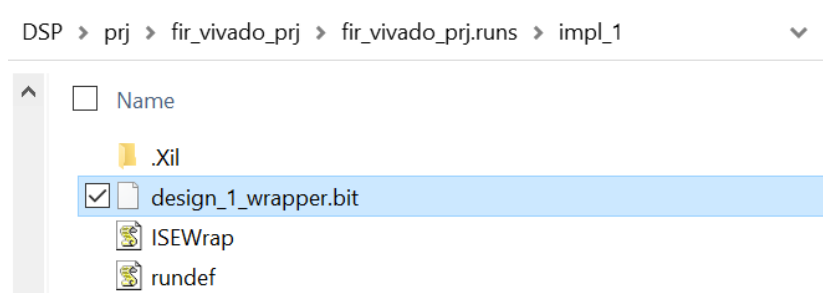 DSP > prj > fir_vivado_prj > fir_vivado_prj.runs > impl_1
Name
.Xil
design_1_wrapper.bit
ISEWrap
rundef